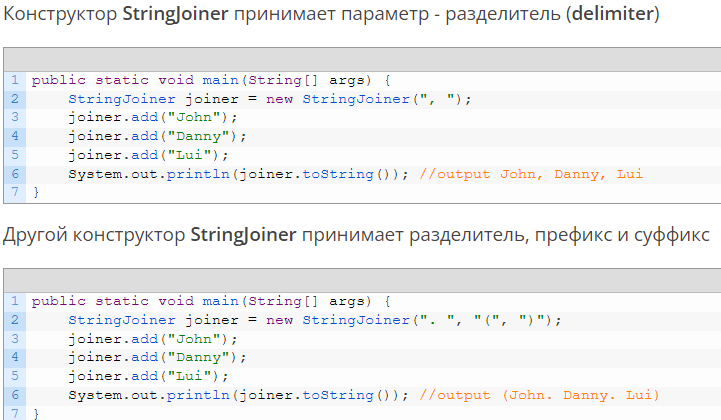 Конструктор StringJoiner принимает параметр - разделитель (delimiter)
1 public static void main(String[] args) {
2     StringJoiner joiner = new StringJoiner(", ");
3     joiner.add("John");
4     joiner.add("Danny");
5     joiner.add("Lui");
6     System.out.println(joiner.toString()); //output John, Danny, Lui
7 }
Другой конструктор StringJoiner принимает разделитель, префикс и суффикс
1 public static void main(String[] args) {
2     StringJoiner joiner = new StringJoiner(". ", "(", ")");
3     joiner.add("John");
4     joiner.add("Danny");
5     joiner.add("Lui");
6     System.out.println(joiner.toString()); //output (John. Danny. Lui)
7 }